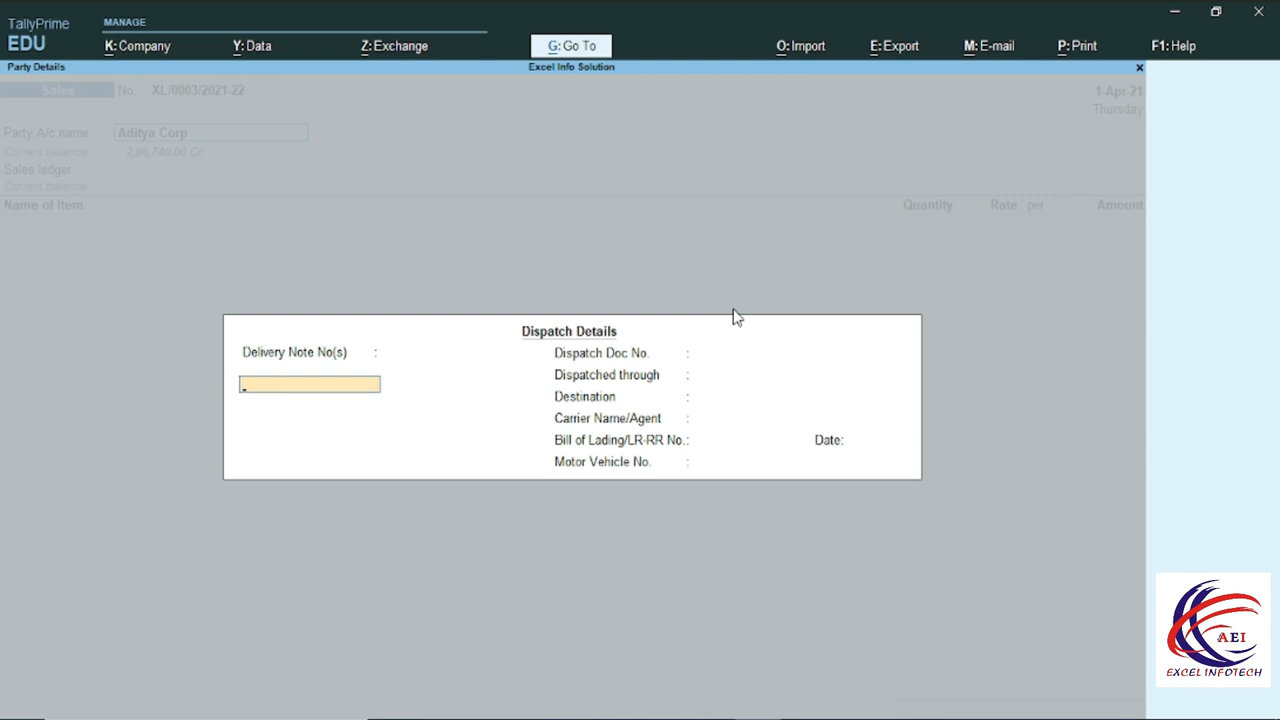 TallyPrime
EDU
MANAGE
K: Company
Y: Data
Z: Exchange
G: Go To
O: Import
E: Export
M: E-mail
P: Print
F1: Help
Party Details
Excel Info Solution
x
Sales No. XL/0003/2021-22
1-Apr-21
Thursday
Party A/c name : Aditya Corp
Current balance : 2,86,740.00 Cr
Sales ledger :
Current balance :
Name of Item Quantity Rate per Amount
Dispatch Details
Delivery Note No(s) :
Dispatch Doc No. :
Dispatched through :
Destination :
Carrier Name/Agent :
Bill of Lading/LR-RR No.: Date:
Motor Vehicle No. :
AEI
EXCEL INFOTECH